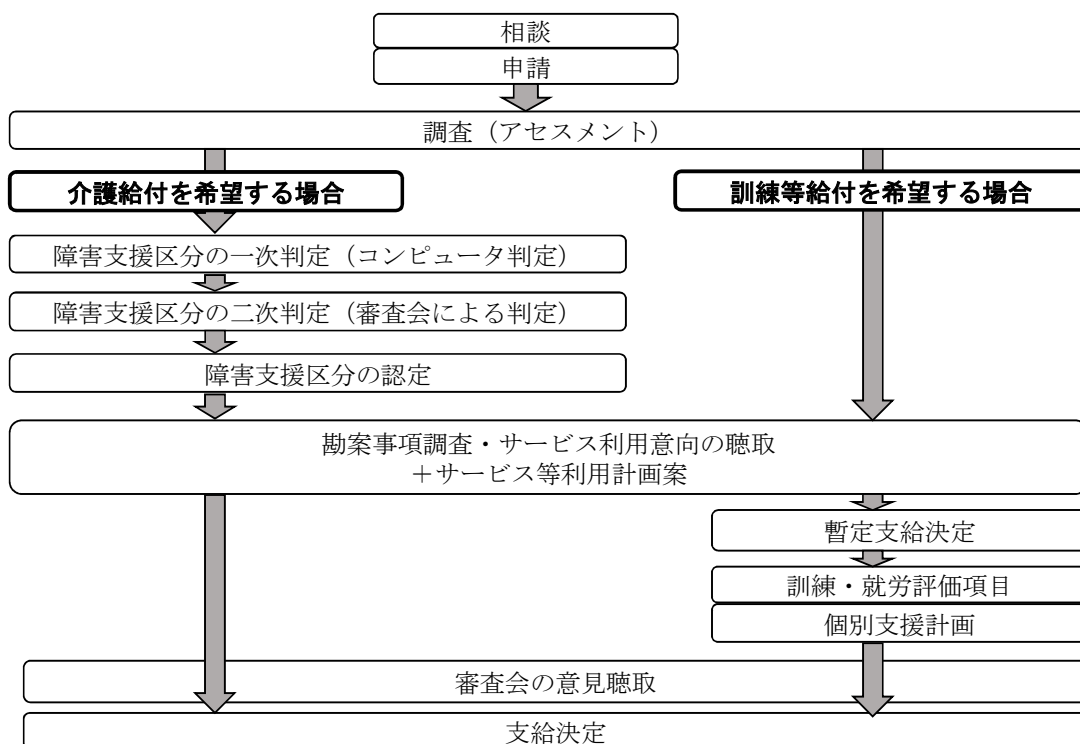 相談
申請
調査（アセスメント）
介護給付を希望する場合
訓練等給付を希望する場合
障害支援区分の一次判定（コンピュータ判定）
障害支援区分の二次判定（審査会による判定）
障害支援区分の認定
勘案事項調査・サービス利用意向の聴取
＋サービス等利用計画案
暫定支給決定
訓練・就労評価項目
個別支援計画
審査会の意見聴取
支給決定